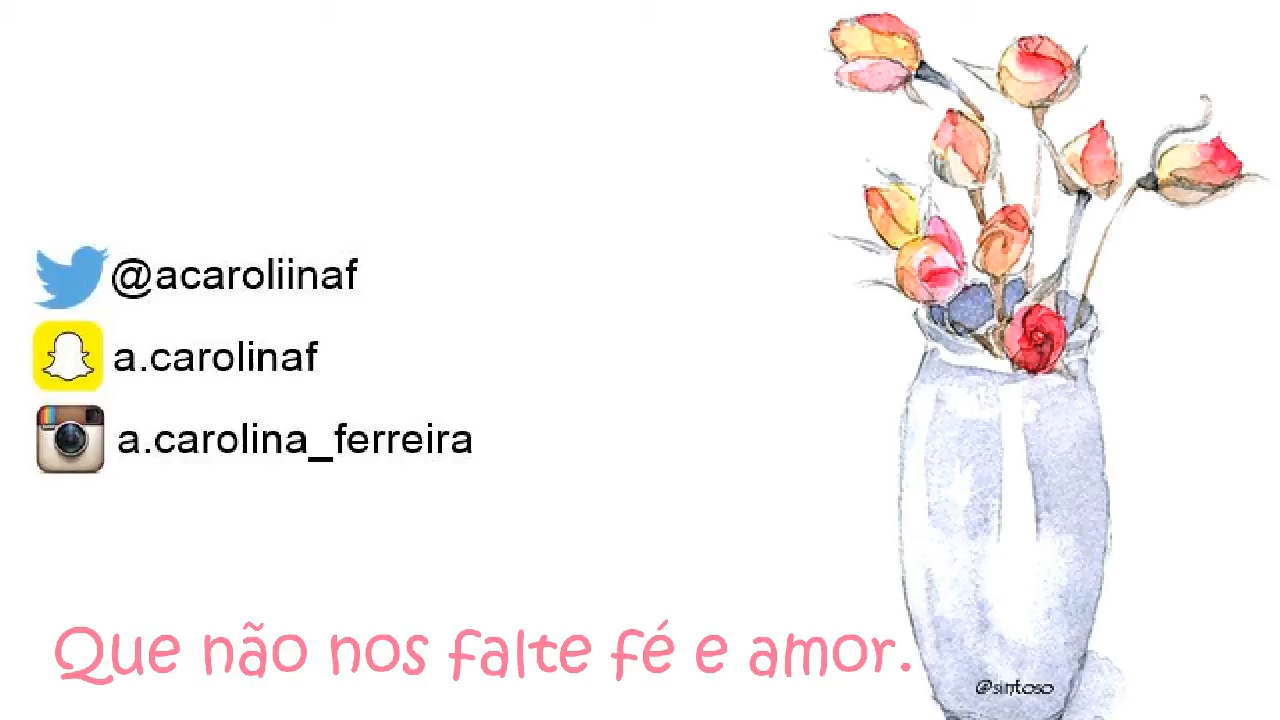 @acaroliinaf
a.carolinaf
a.carolina_ferreira
Que não nos falte fé e amor.
@sintoso